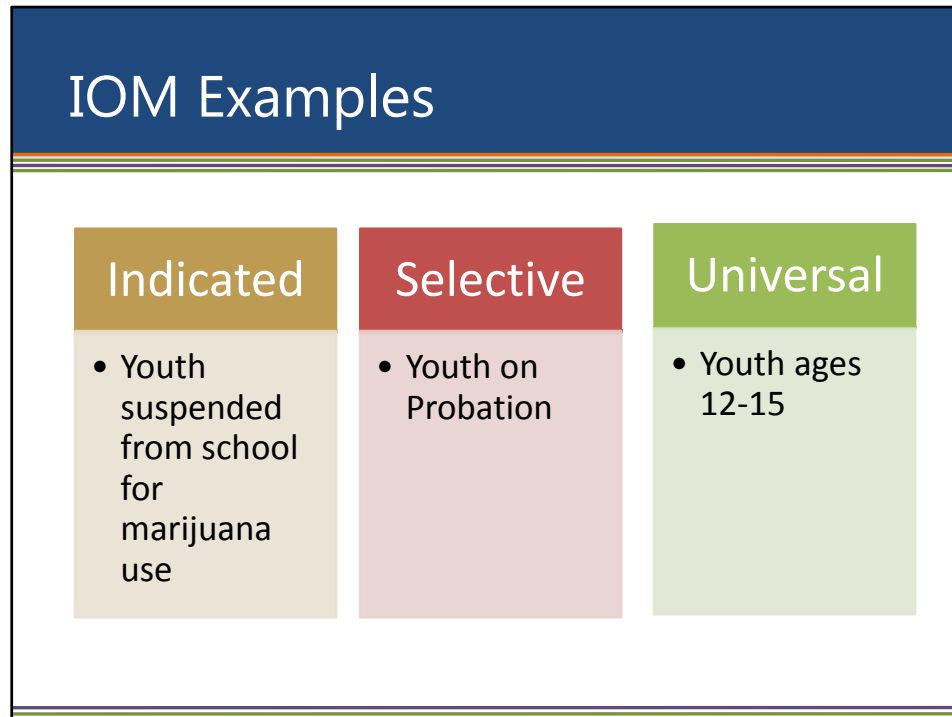 IOM Examples
Indicated
• Youth
suspended
from school
for
marijuana
use
Selective
• Youth on
Probation
Universal
• Youth ages
12-15